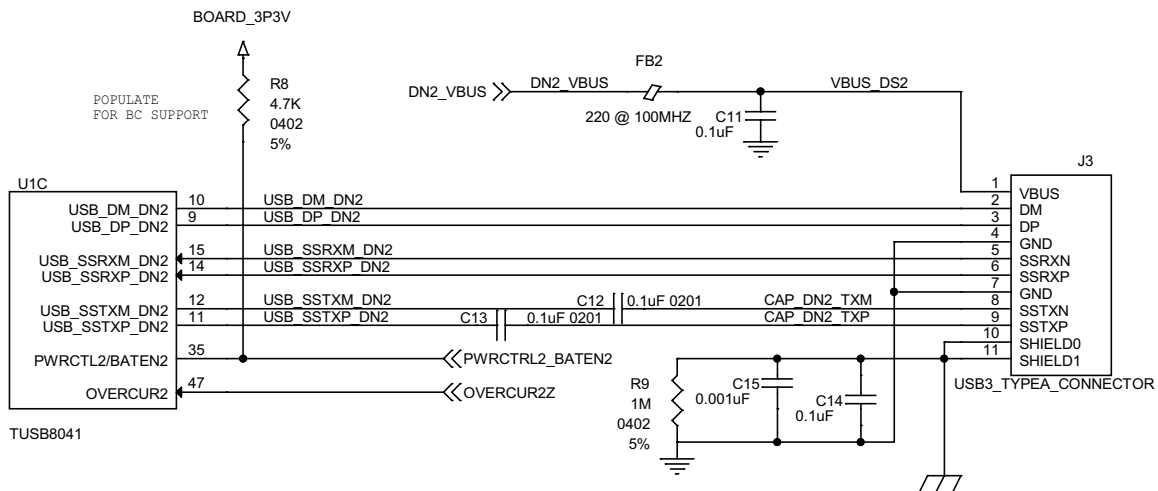 BOARD_3P3V
FB2
R8
4.7K
0402
5%
POPULATE
FOR BC SUPPORT
DN2_VBUS
DN2_VBUS
VBUS_DS2
220 @ 100MHZ
C11
0.1uF
J3
U1C
1
VBUS
USB_DM_DN2
10
USB_DM_DN2
2
DM
USB_DP_DN2
9
USB_DP_DN2
3
DP
4
GND
USB_SSRXM_DN2
15
USB_SSRXM_DN2
5
SSRXN
USB_SSRXP_DN2
14
USB_SSRXP_DN2
6
SSRXP
7
GND
USB_SSTXM_DN2
12
USB_SSTXM_DN2
C12
0.1uF 0201
CAP_DN2_TXM
8
SSTXN
USB_SSTXP_DN2
11
USB_SSTXP_DN2
C13
0.1uF 0201
CAP_DN2_TXP
9
SSTXP
10
SHIELD0
PWRCTL2/BATEN2
35
PWRCTRL2_BATEN2
11
SHIELD1
OVERCUR2
47
OVERCUR2Z
USB3_TYPEA_CONNECTOR
R9
1M
0402
5%
C15
0.001uF
C14
0.1uF
TUSB8041